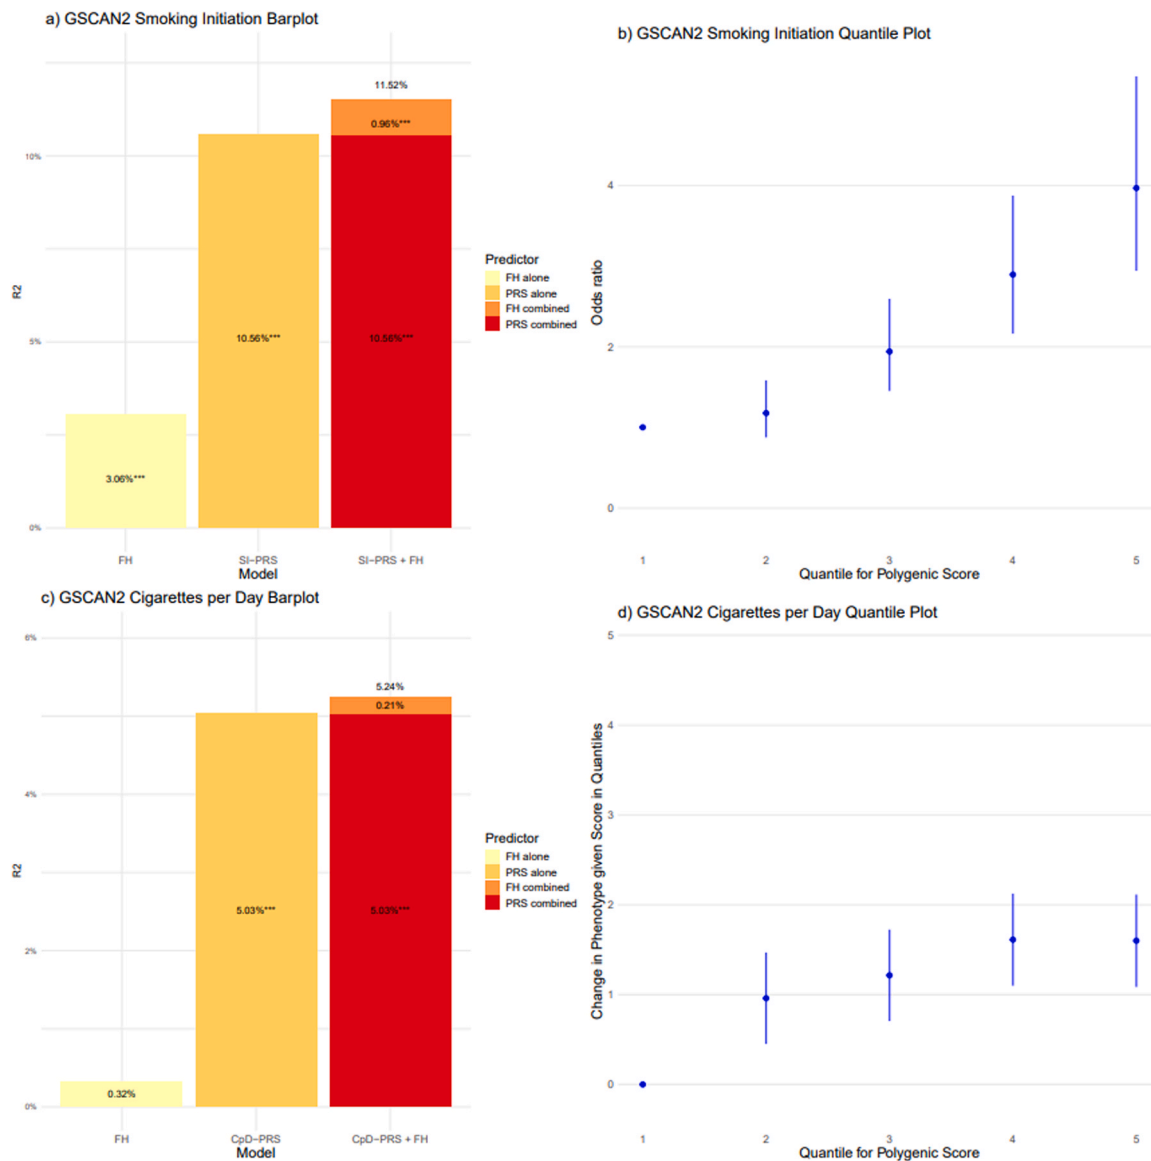 a) GSCAN2 Smoking Initiation Barplot
11.52%
0.96%***
10%
R2
5%
10.56%***
10.56%***
3.06%***
0%
FH
SI-PRS
SI-PRS + FH
Model
Predictor
FH alone
PRS alone
FH combined
PRS combined
b) GSCAN2 Smoking Initiation Quantile Plot
4
Odds ratio
2
0
1
2
3
4
5
Quantile for Polygenic Score
c) GSCAN2 Cigarettes per Day Barplot
6%
5.24%
0.21%
4%
R2
5.03%***
5.03%***
2%
0.32%
0%
FH
CpD-PRS
CpD-PRS + FH
Model
Predictor
FH alone
PRS alone
FH combined
PRS combined
d) GSCAN2 Cigarettes per Day Quantile Plot
5
4
3
Change in Phenotype given Score in Quantiles
2
1
0
1
2
3
4
5
Quantile for Polygenic Score